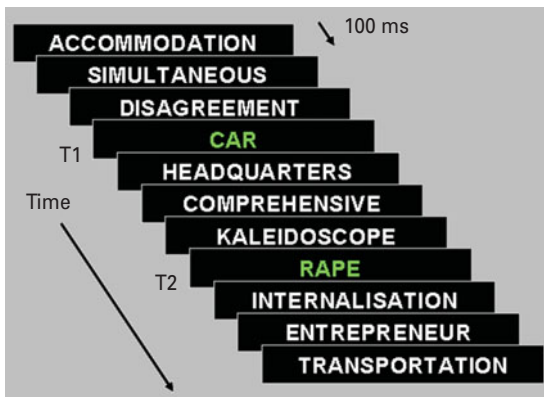 100 ms
ACCOMMODATION
SIMULTANEOUS
DISAGREEMENT
CAR
T1
HEADQUARTERS
Time
COMPREHENSIVE
KALEIDOSCOPE
RAPE
T2
INTERNALISATION
ENTREPRENEUR
TRANSPORTATION